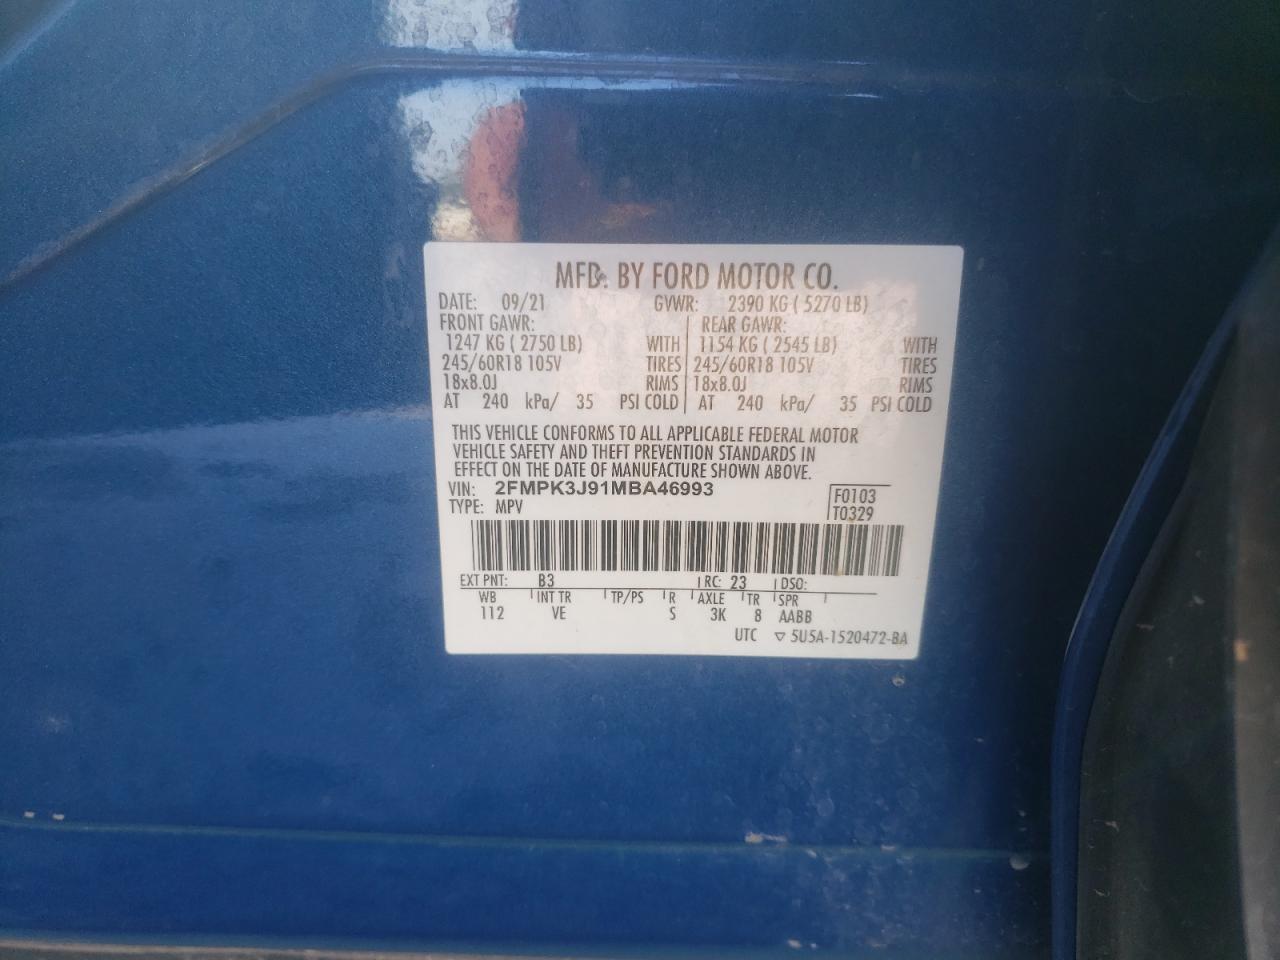 MFD. BY FORD MOTOR CO.
DATE: 09/21 GVWR: 2390 KG ( 5270 LB)
FRONT GAWR: REAR GAWR:
1247 KG ( 2750 LB) WITH 1154 KG ( 2545 LB) WITH
245/60R18 105V TIRES 245/60R18 105V TIRES
18x8.0J RIMS 18x8.0J RIMS
AT 240 kPa/ 35 PSI COLD AT 240 kPa/ 35 PSI COLD
THIS VEHICLE CONFORMS TO ALL APPLICABLE FEDERAL MOTOR
VEHICLE SAFETY AND THEFT PREVENTION STANDARDS IN
EFFECT ON THE DATE OF MANUFACTURE SHOWN ABOVE.
VIN: 2FMPK3J91MBA46993 F0103
TYPE: MPV T0329
EXT PNT: B3 RC: 23 DSO:
WB INT TR TP/PS R AXLE TR SPR
112 VE S 3K 8 AABB
UTC ▽ 5U5A-1520472-BA